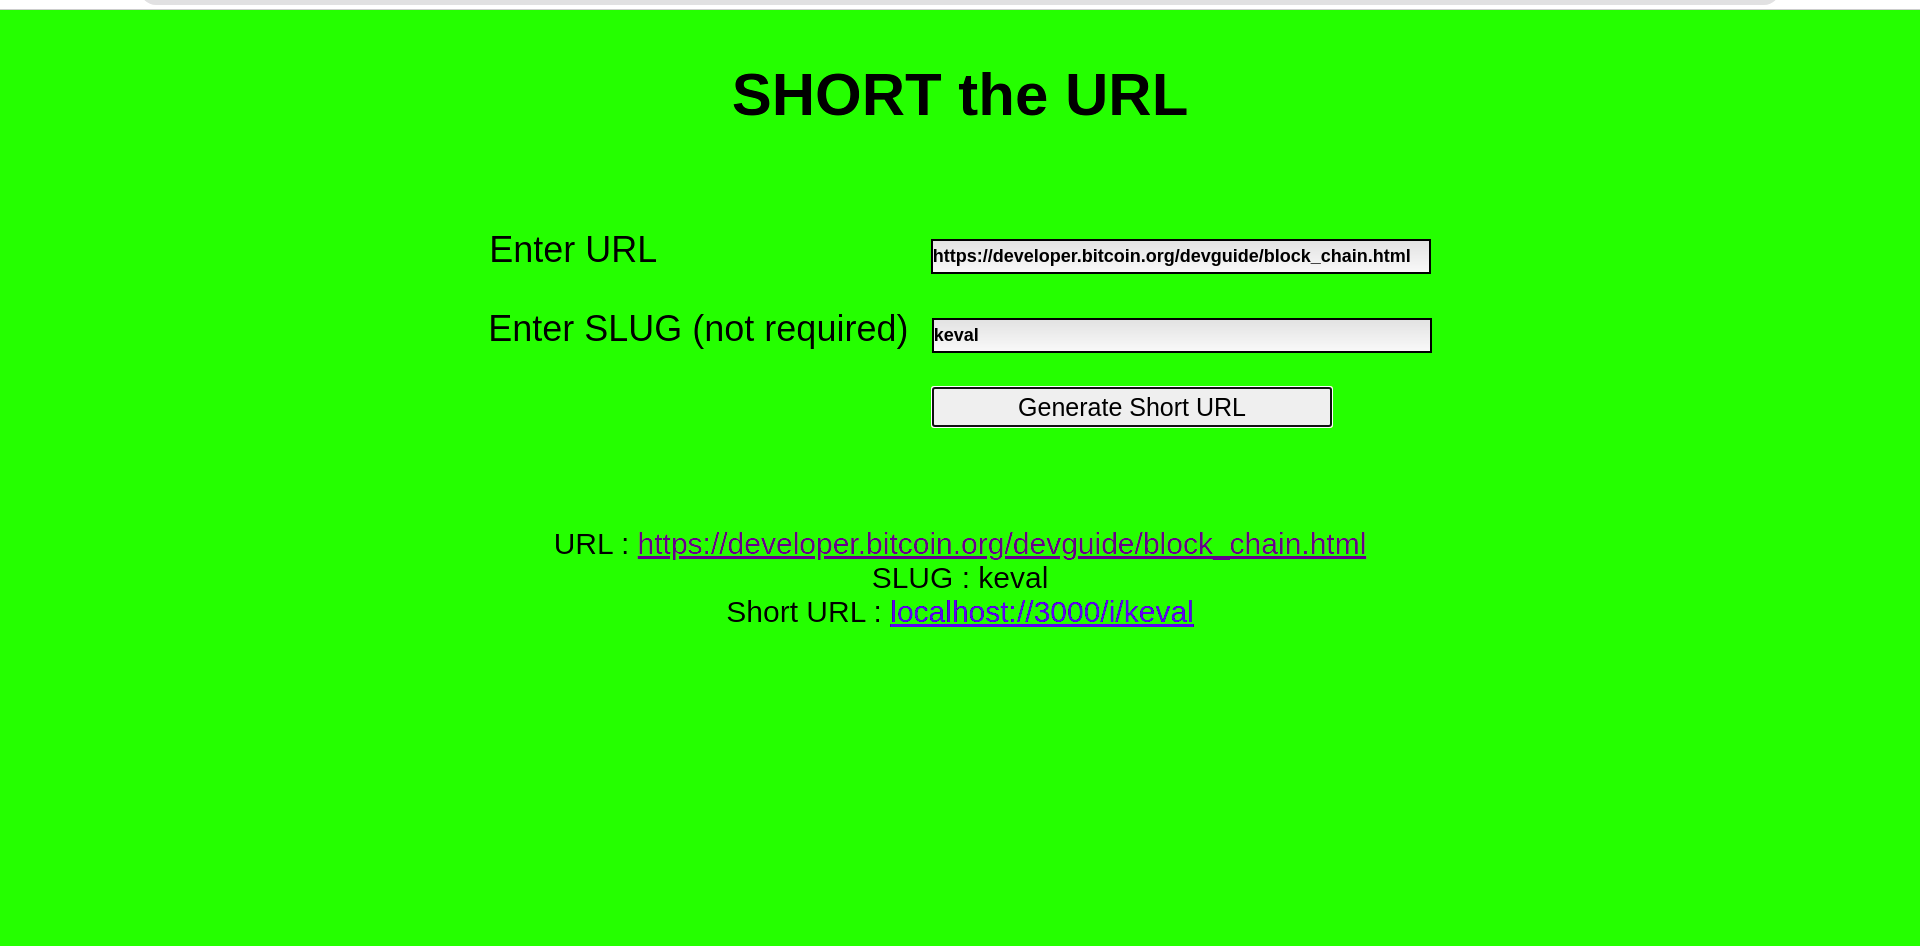 SHORT the URL
Enter URL https://developer.bitcoin.org/devguide/block_chain.html
Enter SLUG (not required) keval
Generate Short URL
URL : https://developer.bitcoin.org/devguide/block_chain.html
SLUG : keval
Short URL : localhost://3000/i/keval